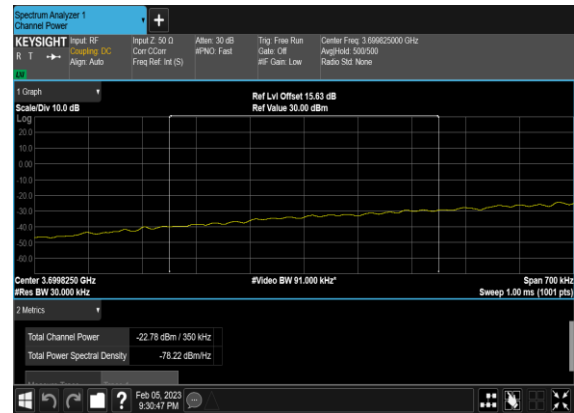 Spectrum Analyzer 1
Channel Power
KEYSIGHT
R T
LW
Input: RF
Coupling: DC
Align: Auto
Input Z: 50 Ω
Corr CCorr
Freq Ref: Int (S)
Atten: 30 dB
#PNO: Fast
Trig: Free Run
Gate: Off
#IF Gain: Low
Center Freq: 3.699825000 GHz
Avg|Hold: 500/500
Radio Std: None
1 Graph
Scale/Div 10.0 dB
Ref Lvl Offset 15.63 dB
Ref Value 30.00 dBm
Log
20.0
10.0
0.00
-10.0
-20.0
-30.0
-40.0
-50.0
-60.0
Center 3.6998250 GHz
#Res BW 30.000 kHz
#Video BW 91.000 kHz*
Span 700 kHz
Sweep 1.00 ms (1001 pts)
2 Metrics
Total Channel Power -22.78 dBm / 350 kHz
Total Power Spectral Density -78.22 dBm/Hz
?
Feb 05, 2023
9:30:47 PM